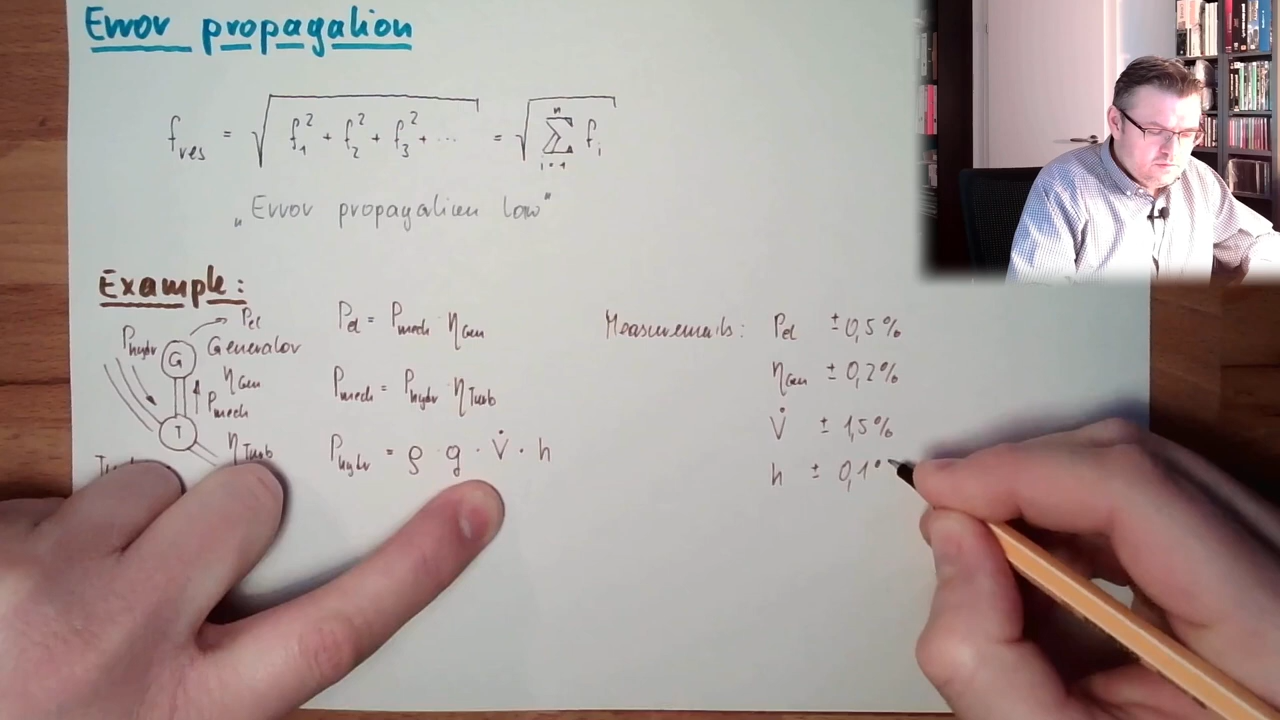 Error propagation
f_res = √(f_1² + f_2² + f_3² + ...) = √(∑_{i=1}^{n} f_i)
„Error propagation law"
Example:
P_hydr
P_el
G Generator
η_Gen
P_mech
T
η_Turb
P_el = P_mech · η_Gen
P_mech = P_hydr · η_Turb
P_hydr = ρ · g · V̇ · h
Measurements: P_el ± 0,5%
η_Gen ± 0,2%
V̇ ± 1,5%
h ± 0,1